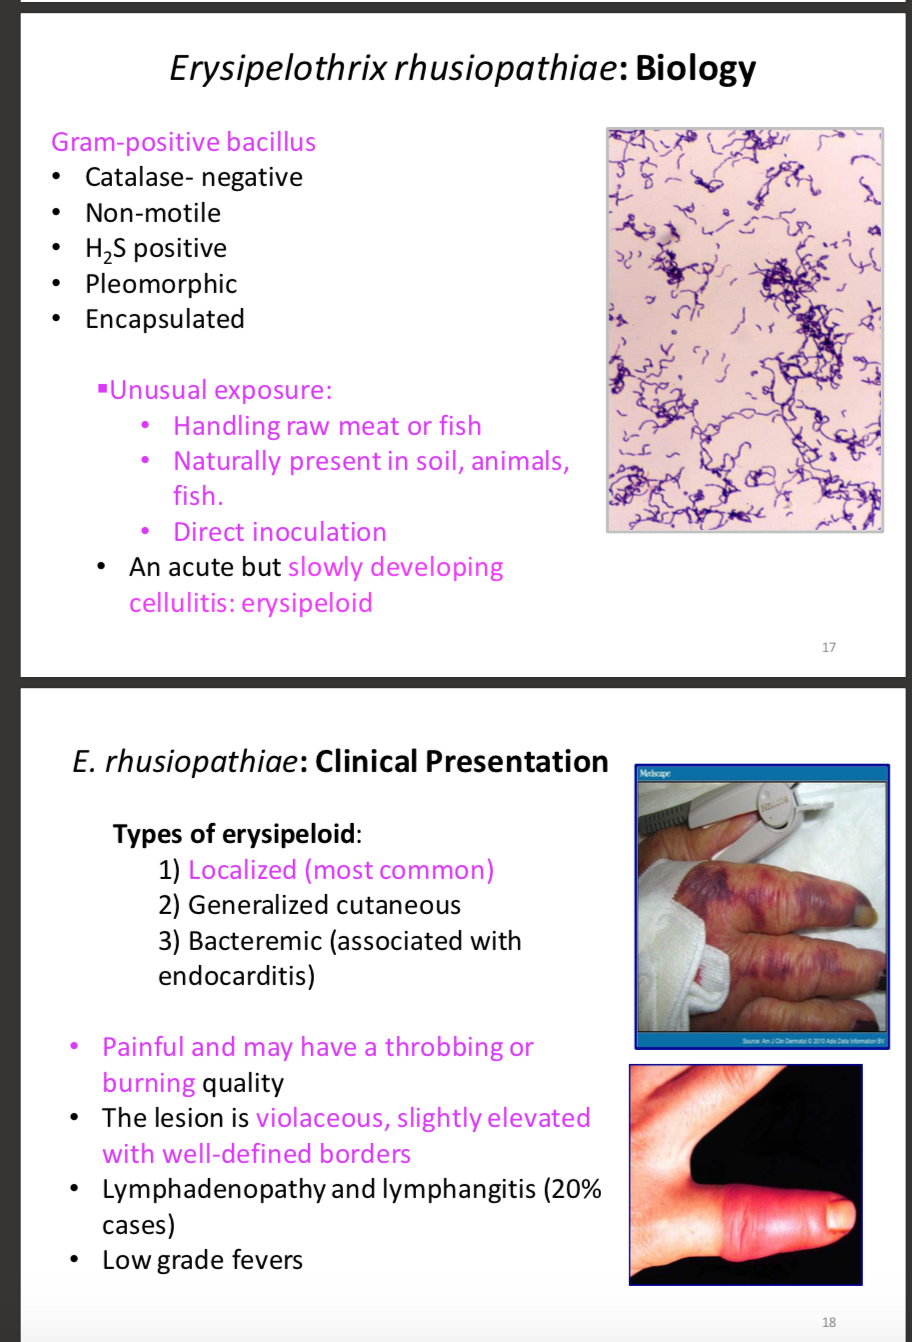 Erysipelothrix rhusiopathiae: Biology
Gram-positive bacillus
• Catalase- negative
• Non-motile
• H₂S positive
• Pleomorphic
• Encapsulated
▪Unusual exposure:
• Handling raw meat or fish
• Naturally present in soil, animals,
fish.
• Direct inoculation
• An acute but slowly developing
cellulitis: erysipeloid
17
E. rhusiopathiae: Clinical Presentation
Types of erysipeloid:
1) Localized (most common)
2) Generalized cutaneous
3) Bacteremic (associated with
endocarditis)
• Painful and may have a throbbing or
burning quality
• The lesion is violaceous, slightly elevated
with well-defined borders
• Lymphadenopathy and lymphangitis (20%
cases)
• Low grade fevers
Medscape
Source: Am J Clin Dermatol © 2010 Adis Data Information BV
18